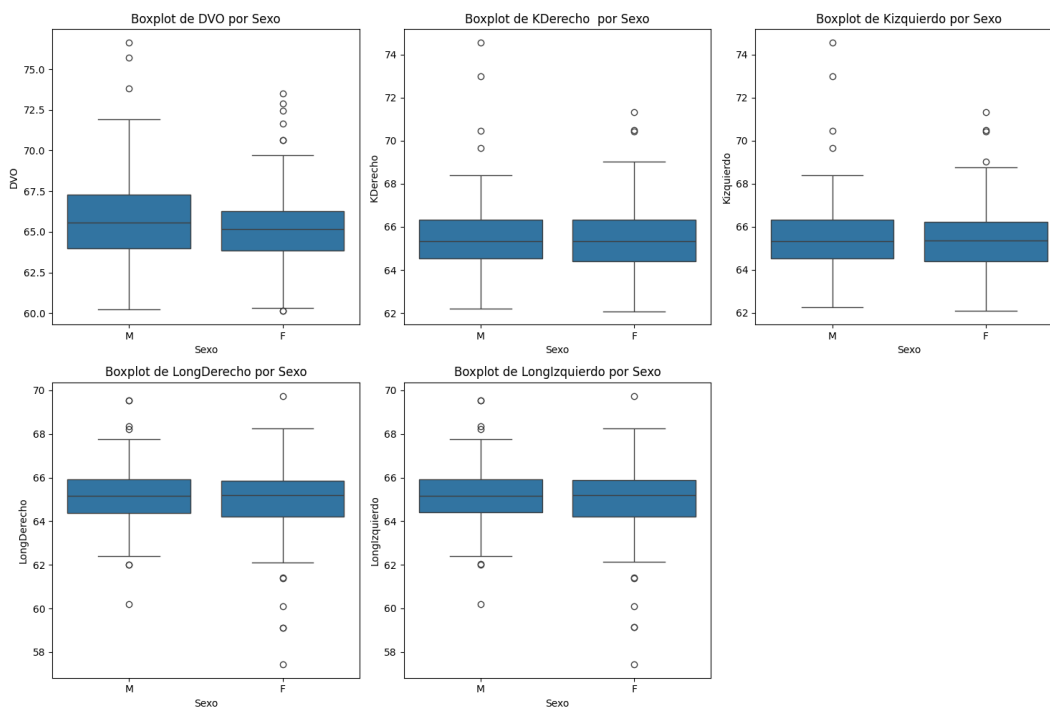 Boxplot de DVO por Sexo
DVO
75.0
72.5
70.0
67.5
65.0
62.5
60.0
M
F
Sexo
Boxplot de KDerecho  por Sexo
KDerecho
74
72
70
68
66
64
62
M
F
Sexo
Boxplot de Kizquierdo por Sexo
Kizquierdo
74
72
70
68
66
64
62
M
F
Sexo
Boxplot de LongDerecho por Sexo
LongDerecho
70
68
66
64
62
60
58
M
F
Sexo
Boxplot de LongIzquierdo por Sexo
LongIzquierdo
70
68
66
64
62
60
58
M
F
Sexo